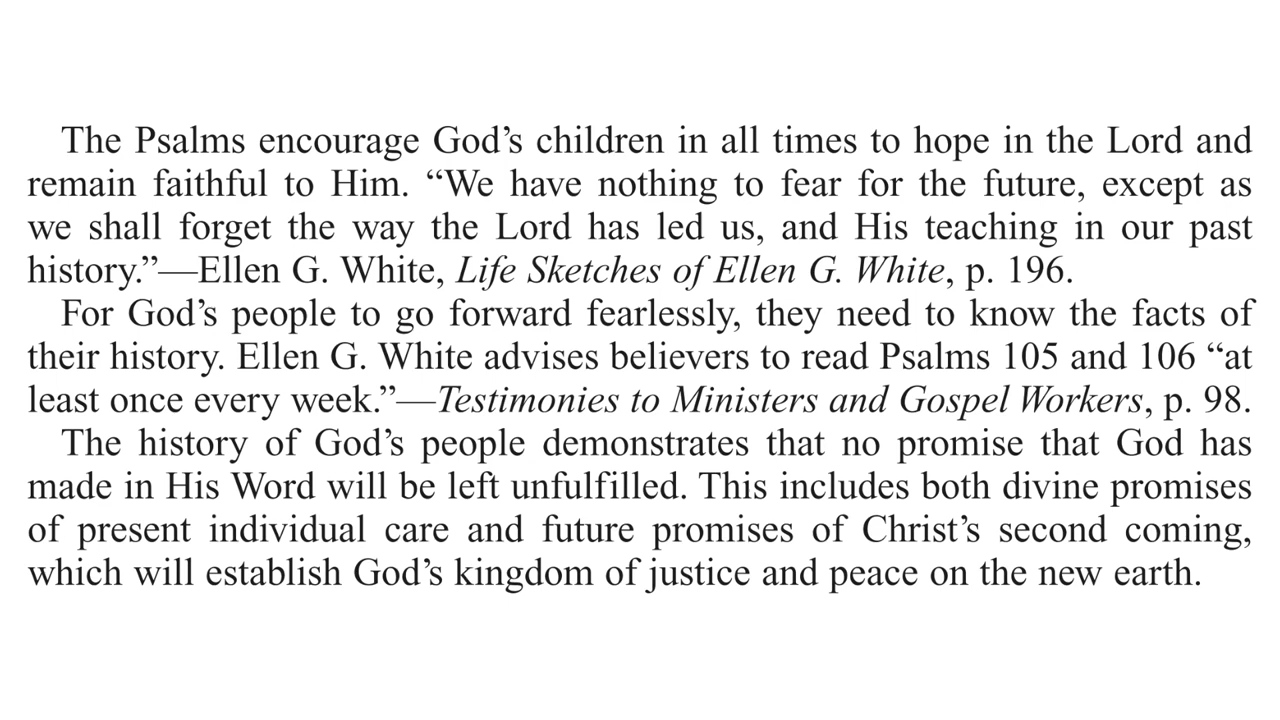 The Psalms encourage God’s children in all times to hope in the Lord and
remain faithful to Him. “We have nothing to fear for the future, except as
we shall forget the way the Lord has led us, and His teaching in our past
history.”—Ellen G. White, Life Sketches of Ellen G. White, p. 196.
For God’s people to go forward fearlessly, they need to know the facts of
their history. Ellen G. White advises believers to read Psalms 105 and 106 “at
least once every week.”—Testimonies to Ministers and Gospel Workers, p. 98.
The history of God’s people demonstrates that no promise that God has
made in His Word will be left unfulfilled. This includes both divine promises
of present individual care and future promises of Christ’s second coming,
which will establish God’s kingdom of justice and peace on the new earth.